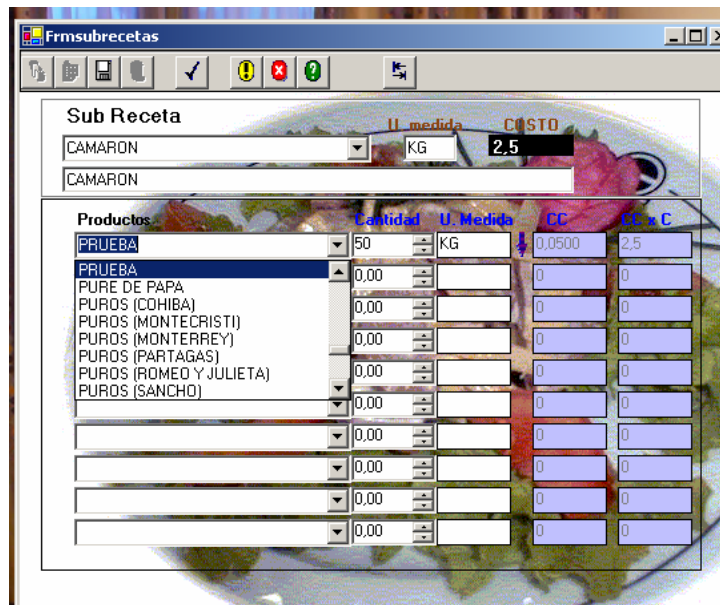 Frmsubrecetas
Sub Receta
U. medida COSTO
CAMARON KG 2,5
CAMARON
Productos Cantidad U. Medida CC CC x C
PRUEBA 50 KG 0,0500 2,5
PRUEBA 0,00 0 0
PURE DE PAPA
PUROS (COHIBA) 0,00 0 0
PUROS (MONTECRISTI)
PUROS (MONTERREY) 0,00 0 0
PUROS (PARTAGAS)
PUROS (ROMEO Y JULIETA) 0,00 0 0
PUROS (SANCHO)
0,00 0 0
0,00 0 0
0,00 0 0
0,00 0 0
0,00 0 0